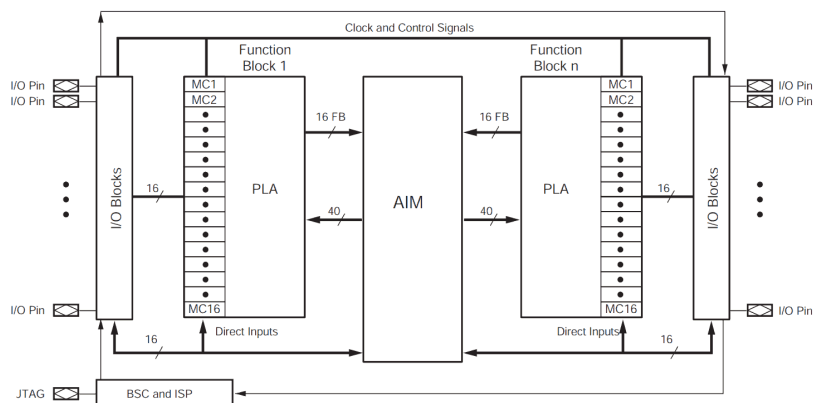 Clock and Control Signals
Function
Block 1
Function
Block n
I/O Pin
MC1
MC1
I/O Pin
I/O Pin
MC2
MC2
I/O Pin
16 FB
16 FB
I/O Blocks
16
PLA
AIM
PLA
16
I/O Blocks
40
40
I/O Pin
MC16
MC16
I/O Pin
Direct Inputs
Direct Inputs
16
16
JTAG
BSC and ISP